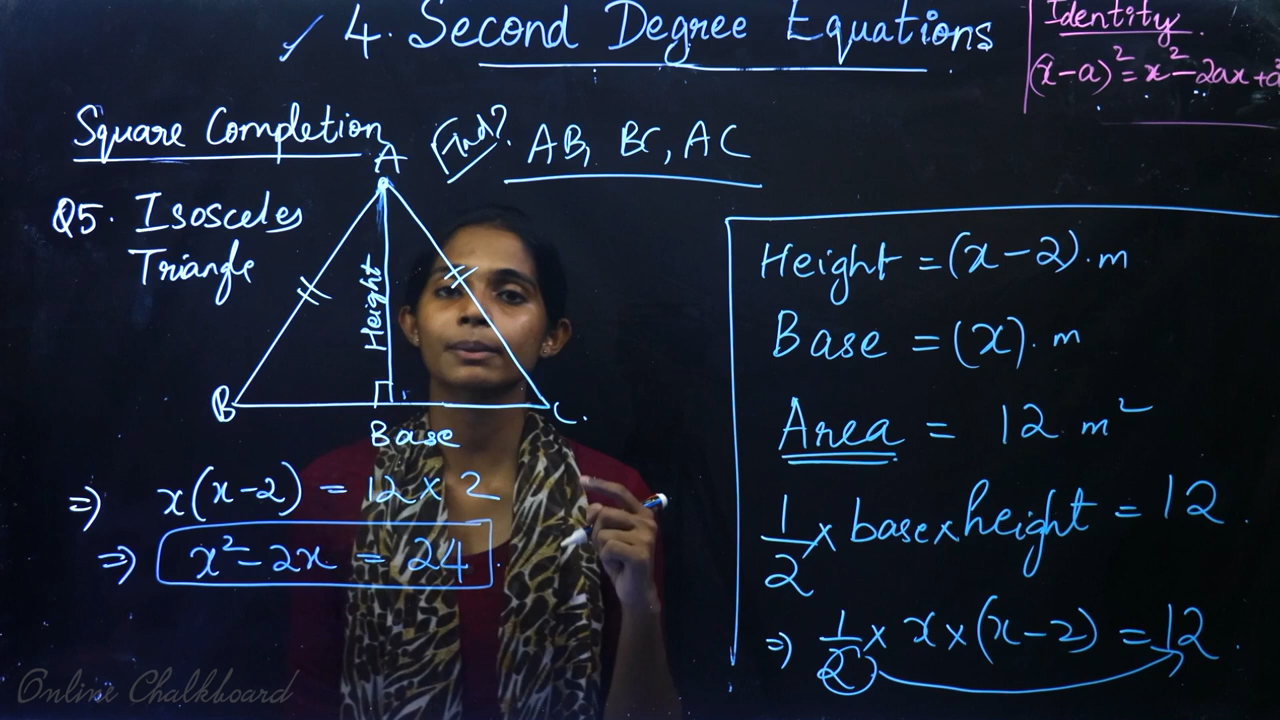 ✓ 4. Second Degree Equations
Identity
(x-a)² = x² - 2ax + a²
Square Completion
Find? AB, BC, AC
Q5. Isosceles
Triangle
A
Height
B
C
Base
⇒ x(x-2) = 12 × 2
⇒ x² - 2x = 24
Height = (x-2).m
Base = (x).m
Area = 12 m²
1/2 × base × height = 12
⇒ 1/2 × x × (x-2) = 12
Online Chalkboard